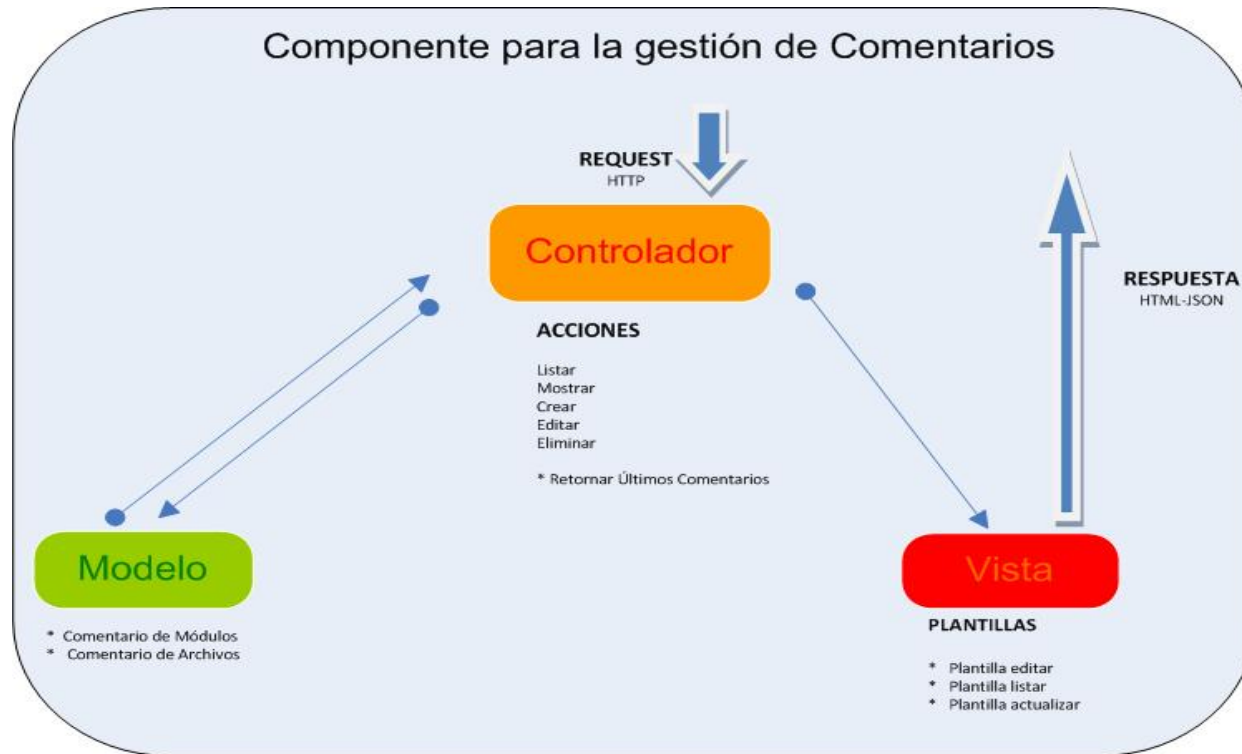 Componente para la gestión de Comentarios
REQUEST
HTTP
Controlador
RESPUESTA
HTML-JSON
ACCIONES
Listar
Mostrar
Crear
Editar
Eliminar
* Retornar Últimos Comentarios
Modelo
* Comentario de Módulos
* Comentario de Archivos
Vista
PLANTILLAS
* Plantilla editar
* Plantilla listar
* Plantilla actualizar